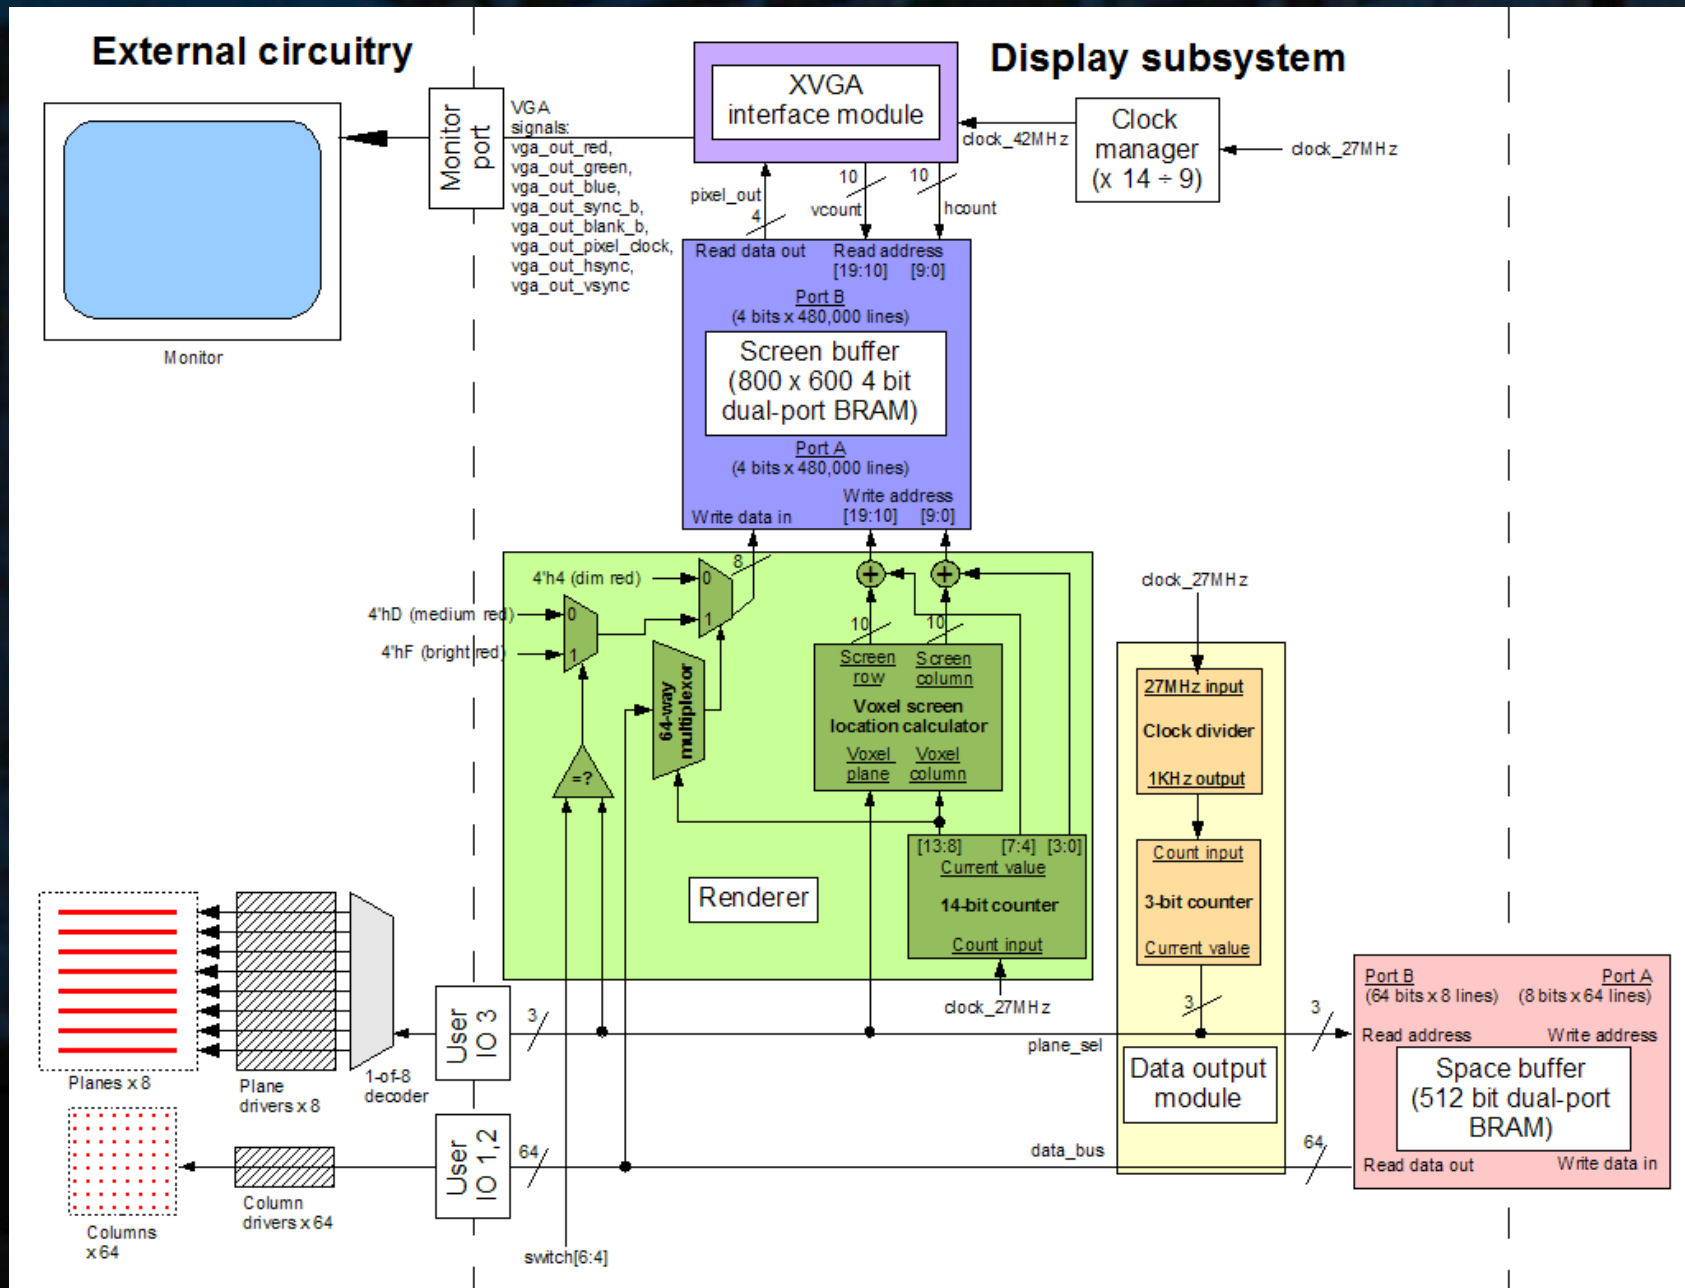 External circuitry
Display subsystem
XVGA
interface module
Monitor
port
VGA
signals:
vga_out_red,
vga_out_green,
vga_out_blue,
vga_out_sync_b,
vga_out_blank_b,
vga_out_pixel_clock,
vga_out_hsync,
vga_out_vsync
clock_42MHz
Clock
manager
(x 14 ÷ 9)
clock_27MHz
Monitor
pixel_out
4
10
vcount
10
hcount
Read data out
Read address
[19:10] [9:0]
Port B
(4 bits x 480,000 lines)
Screen buffer
(800 x 600 4 bit
dual-port BRAM)
Port A
(4 bits x 480,000 lines)
Write address
Write data in
[19:10] [9:0]
8
4'h4 (dim red)
0
1
4'hD (medium red)
0
4'hF (bright red)
1
+
+
10
10
Screen
row
Screen
column
Voxel screen
location calculator
Voxel
plane
Voxel
column
64-way
multiplexor
=?
[13:8] [7:4] [3:0]
Current value
14-bit counter
Count input
clock_27MHz
Renderer
clock_27MHz
27MHz input
Clock divider
1KHz output
Count input
3-bit counter
Current value
3
Data output
module
Planes x 8
Plane
drivers x 8
1-of-8
decoder
User
IO 3
3
plane_sel
3
Port B
(64 bits x 8 lines)
Port A
(8 bits x 64 lines)
Read address
Write address
Space buffer
(512 bit dual-port
BRAM)
Read data out
Write data in
Columns
x 64
Column
drivers x 64
User
IO 1,2
64
data_bus
64
switch[6:4]